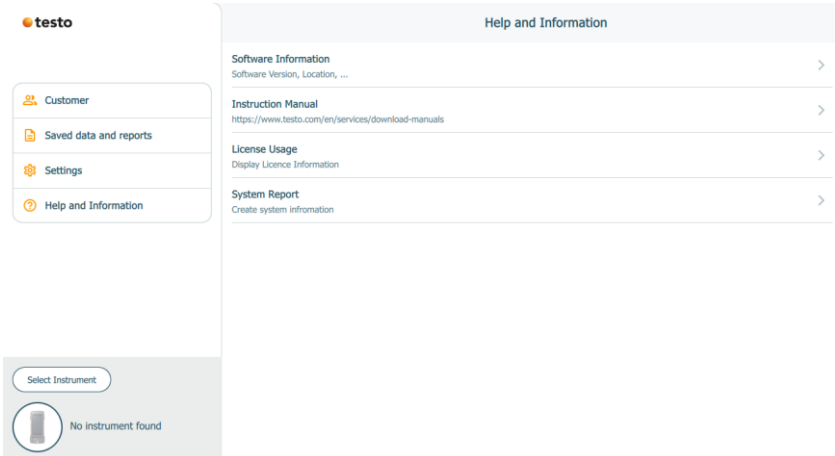 testo
Help and Information
Customer
Saved data and reports
Settings
Help and Information
Software Information
Software Version, Location, ...
Instruction Manual
https://www.testo.com/en/services/download-manuals
License Usage
Display Licence Information
System Report
Create system infromation
Select Instrument
No instrument found